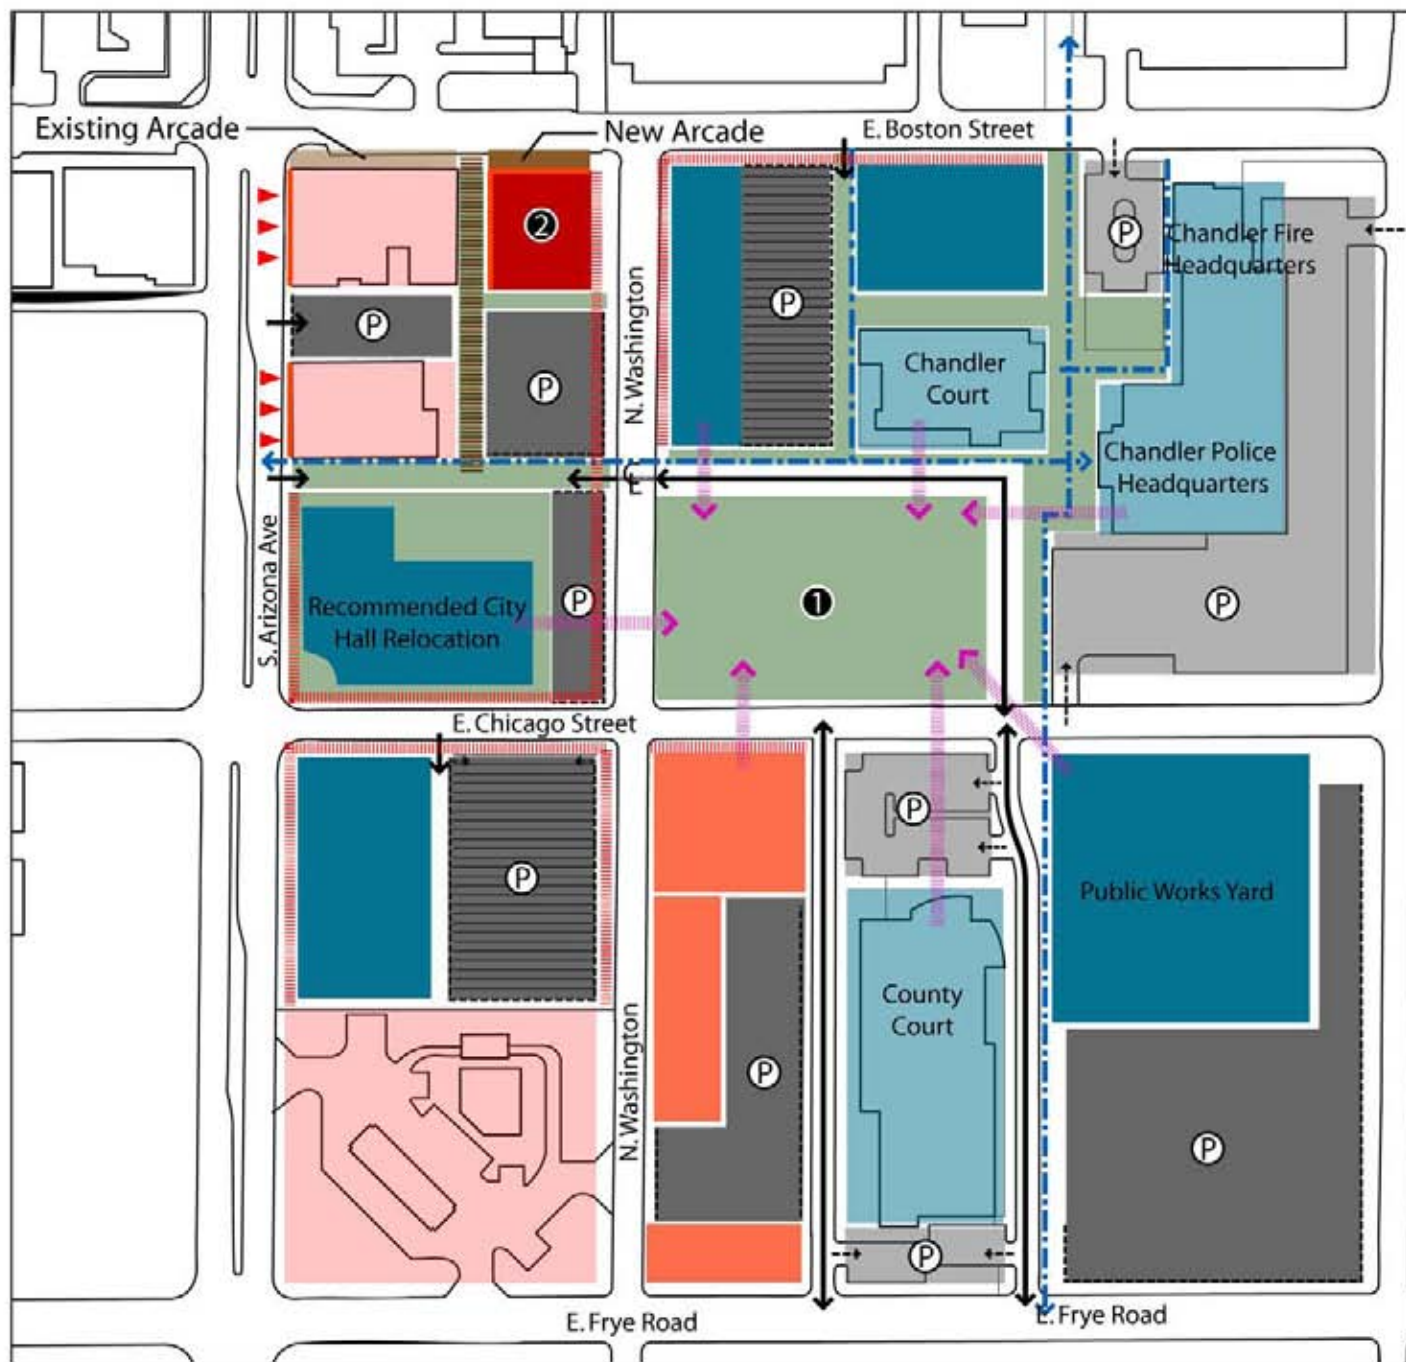 Existing Arcade
New Arcade
E. Boston Street
2
P
Chandler Fire
Headquarters
P
P
N. Washington
Chandler
Court
P
Chandler Police
Headquarters
S. Arizona Ave
Recommended City
Hall Relocation
P
1
P
E. Chicago Street
P
P
Public Works Yard
County
Court
N. Washington
P
P
P
E. Frye Road
E. Frye Road